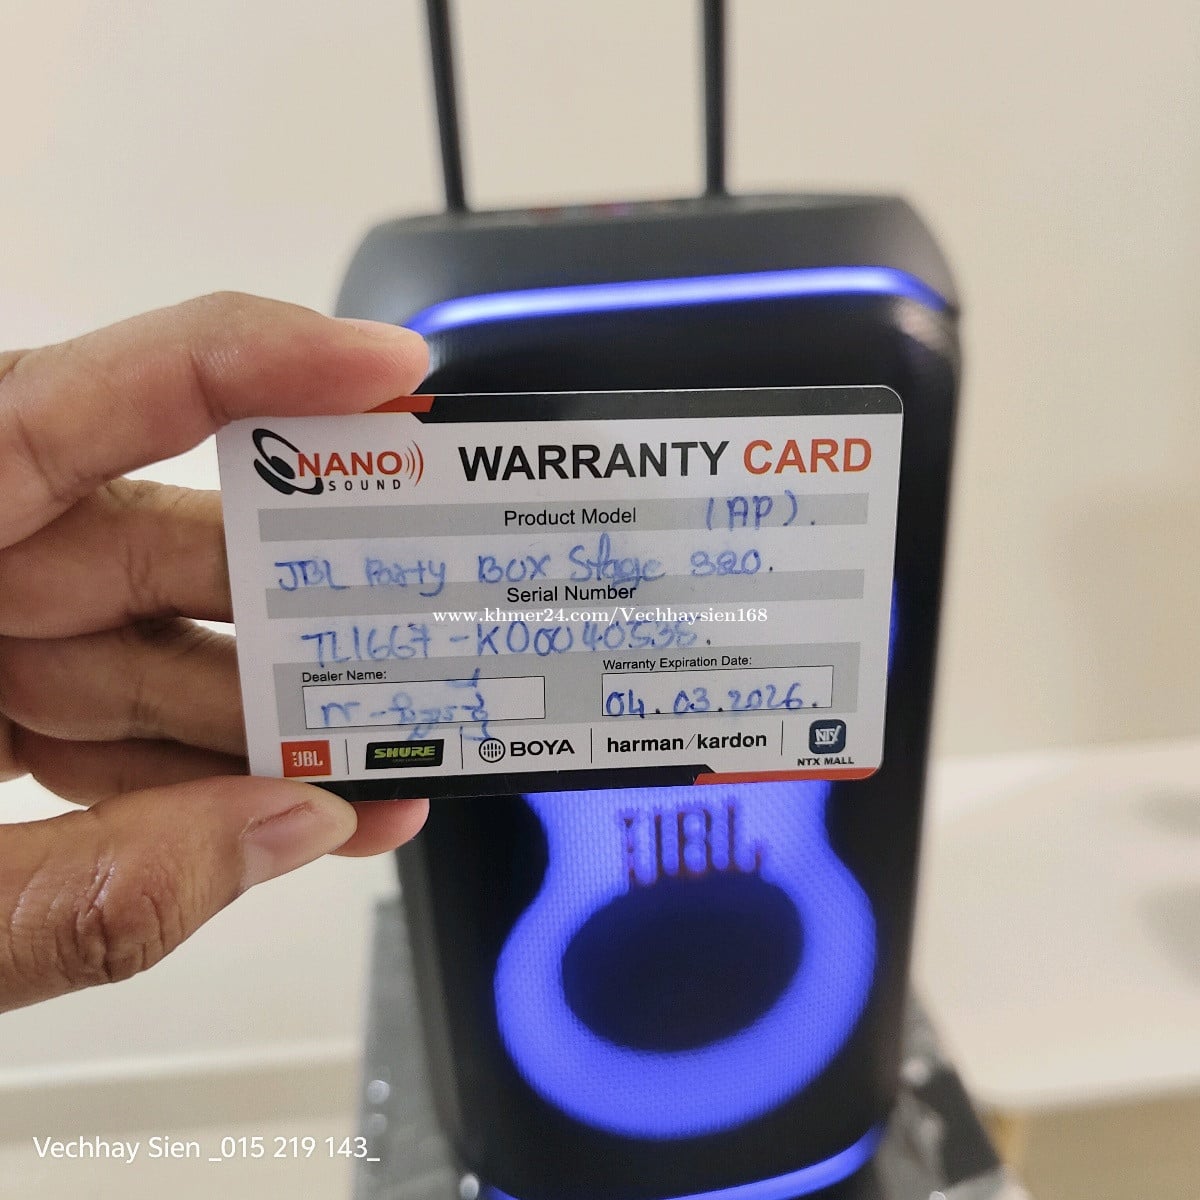 NANO
SOUND
WARRANTY CARD
Product Model (AP).
JBL Party BOX Stage 320.
Serial Number
www.khmer24.com/Vechhaysien168
TL1667-K00040538.
Dealer Name:
Warranty Expiration Date:
04.03.2026.
JBL
SHURE
BOYA
harman/kardon
NTX MALL
JBL
Vechhay Sien _015 219 143_